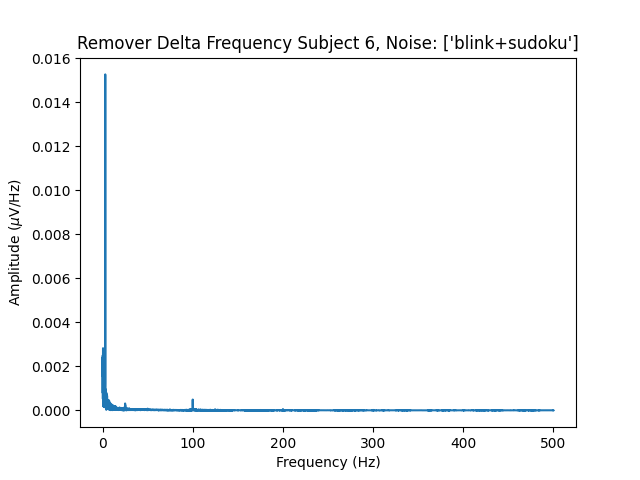 Remover Delta Frequency Subject 6, Noise: ['blink+sudoku']
0.016
0.014
0.012
0.010
0.008
0.006
0.004
0.002
0.000
Amplitude (μV/Hz)
0 100 200 300 400 500
Frequency (Hz)